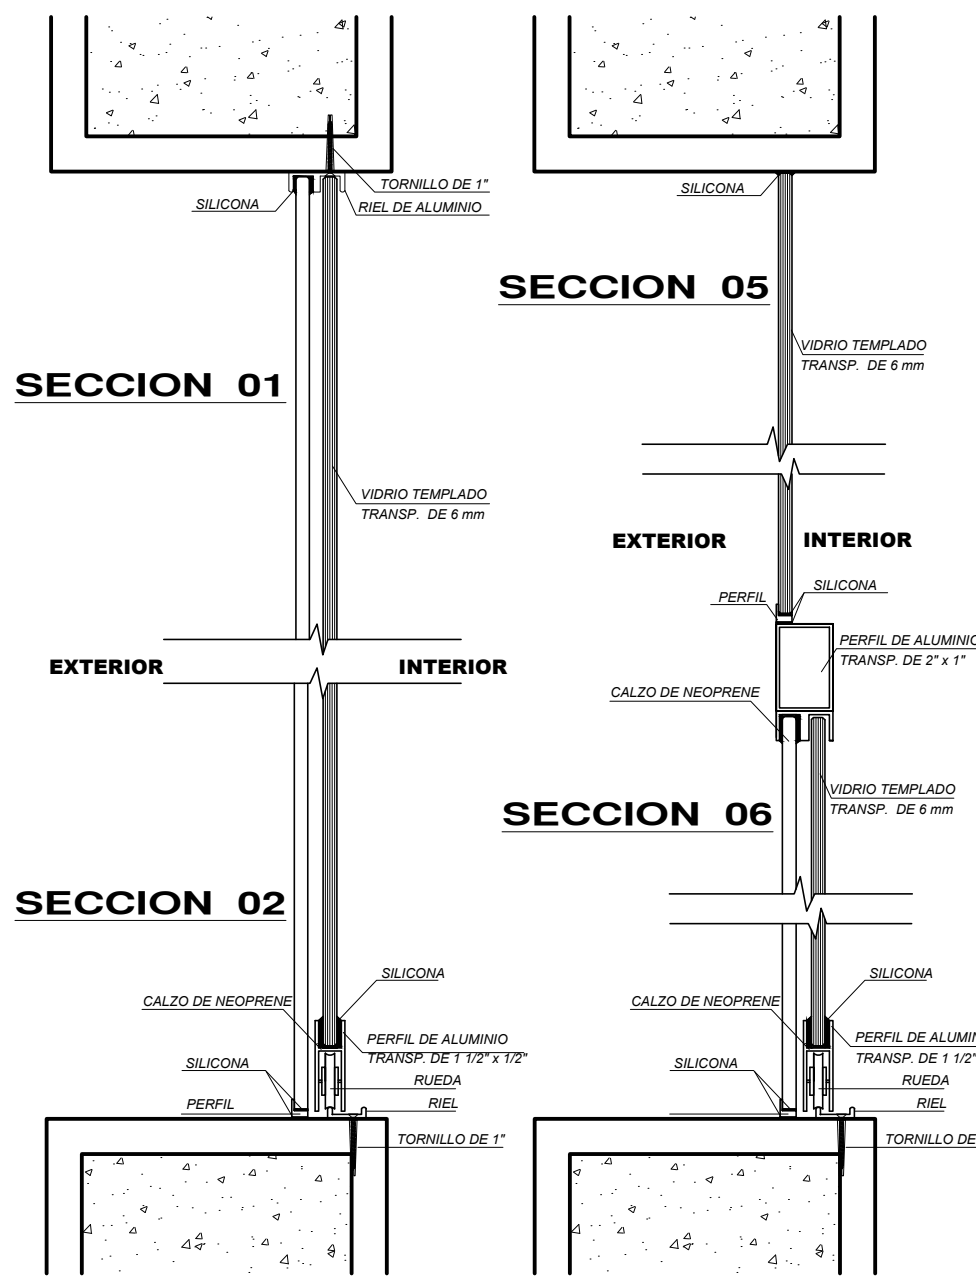 TORNILLO DE 1"
SILICONA
RIEL DE ALUMINIO
SECCION 01
VIDRIO TEMPLADO
TRANSP. DE 6 mm
EXTERIOR
INTERIOR
SECCION 02
SILICONA
CALZO DE NEOPRENE
PERFIL DE ALUMINIO
TRANSP. DE 1 1/2" x 1/2"
SILICONA
RUEDA
PERFIL
RIEL
TORNILLO DE 1"
SILICONA
SECCION 05
VIDRIO TEMPLADO
TRANSP. DE 6 mm
EXTERIOR
INTERIOR
SILICONA
PERFIL
PERFIL DE ALUMINIO
TRANSP. DE 2" x 1"
CALZO DE NEOPRENE
VIDRIO TEMPLADO
TRANSP. DE 6 mm
SECCION 06
SILICONA
CALZO DE NEOPRENE
PERFIL DE ALUMIN
TRANSP. DE 1 1/2"
SILICONA
RUEDA
RIEL
TORNILLO DE